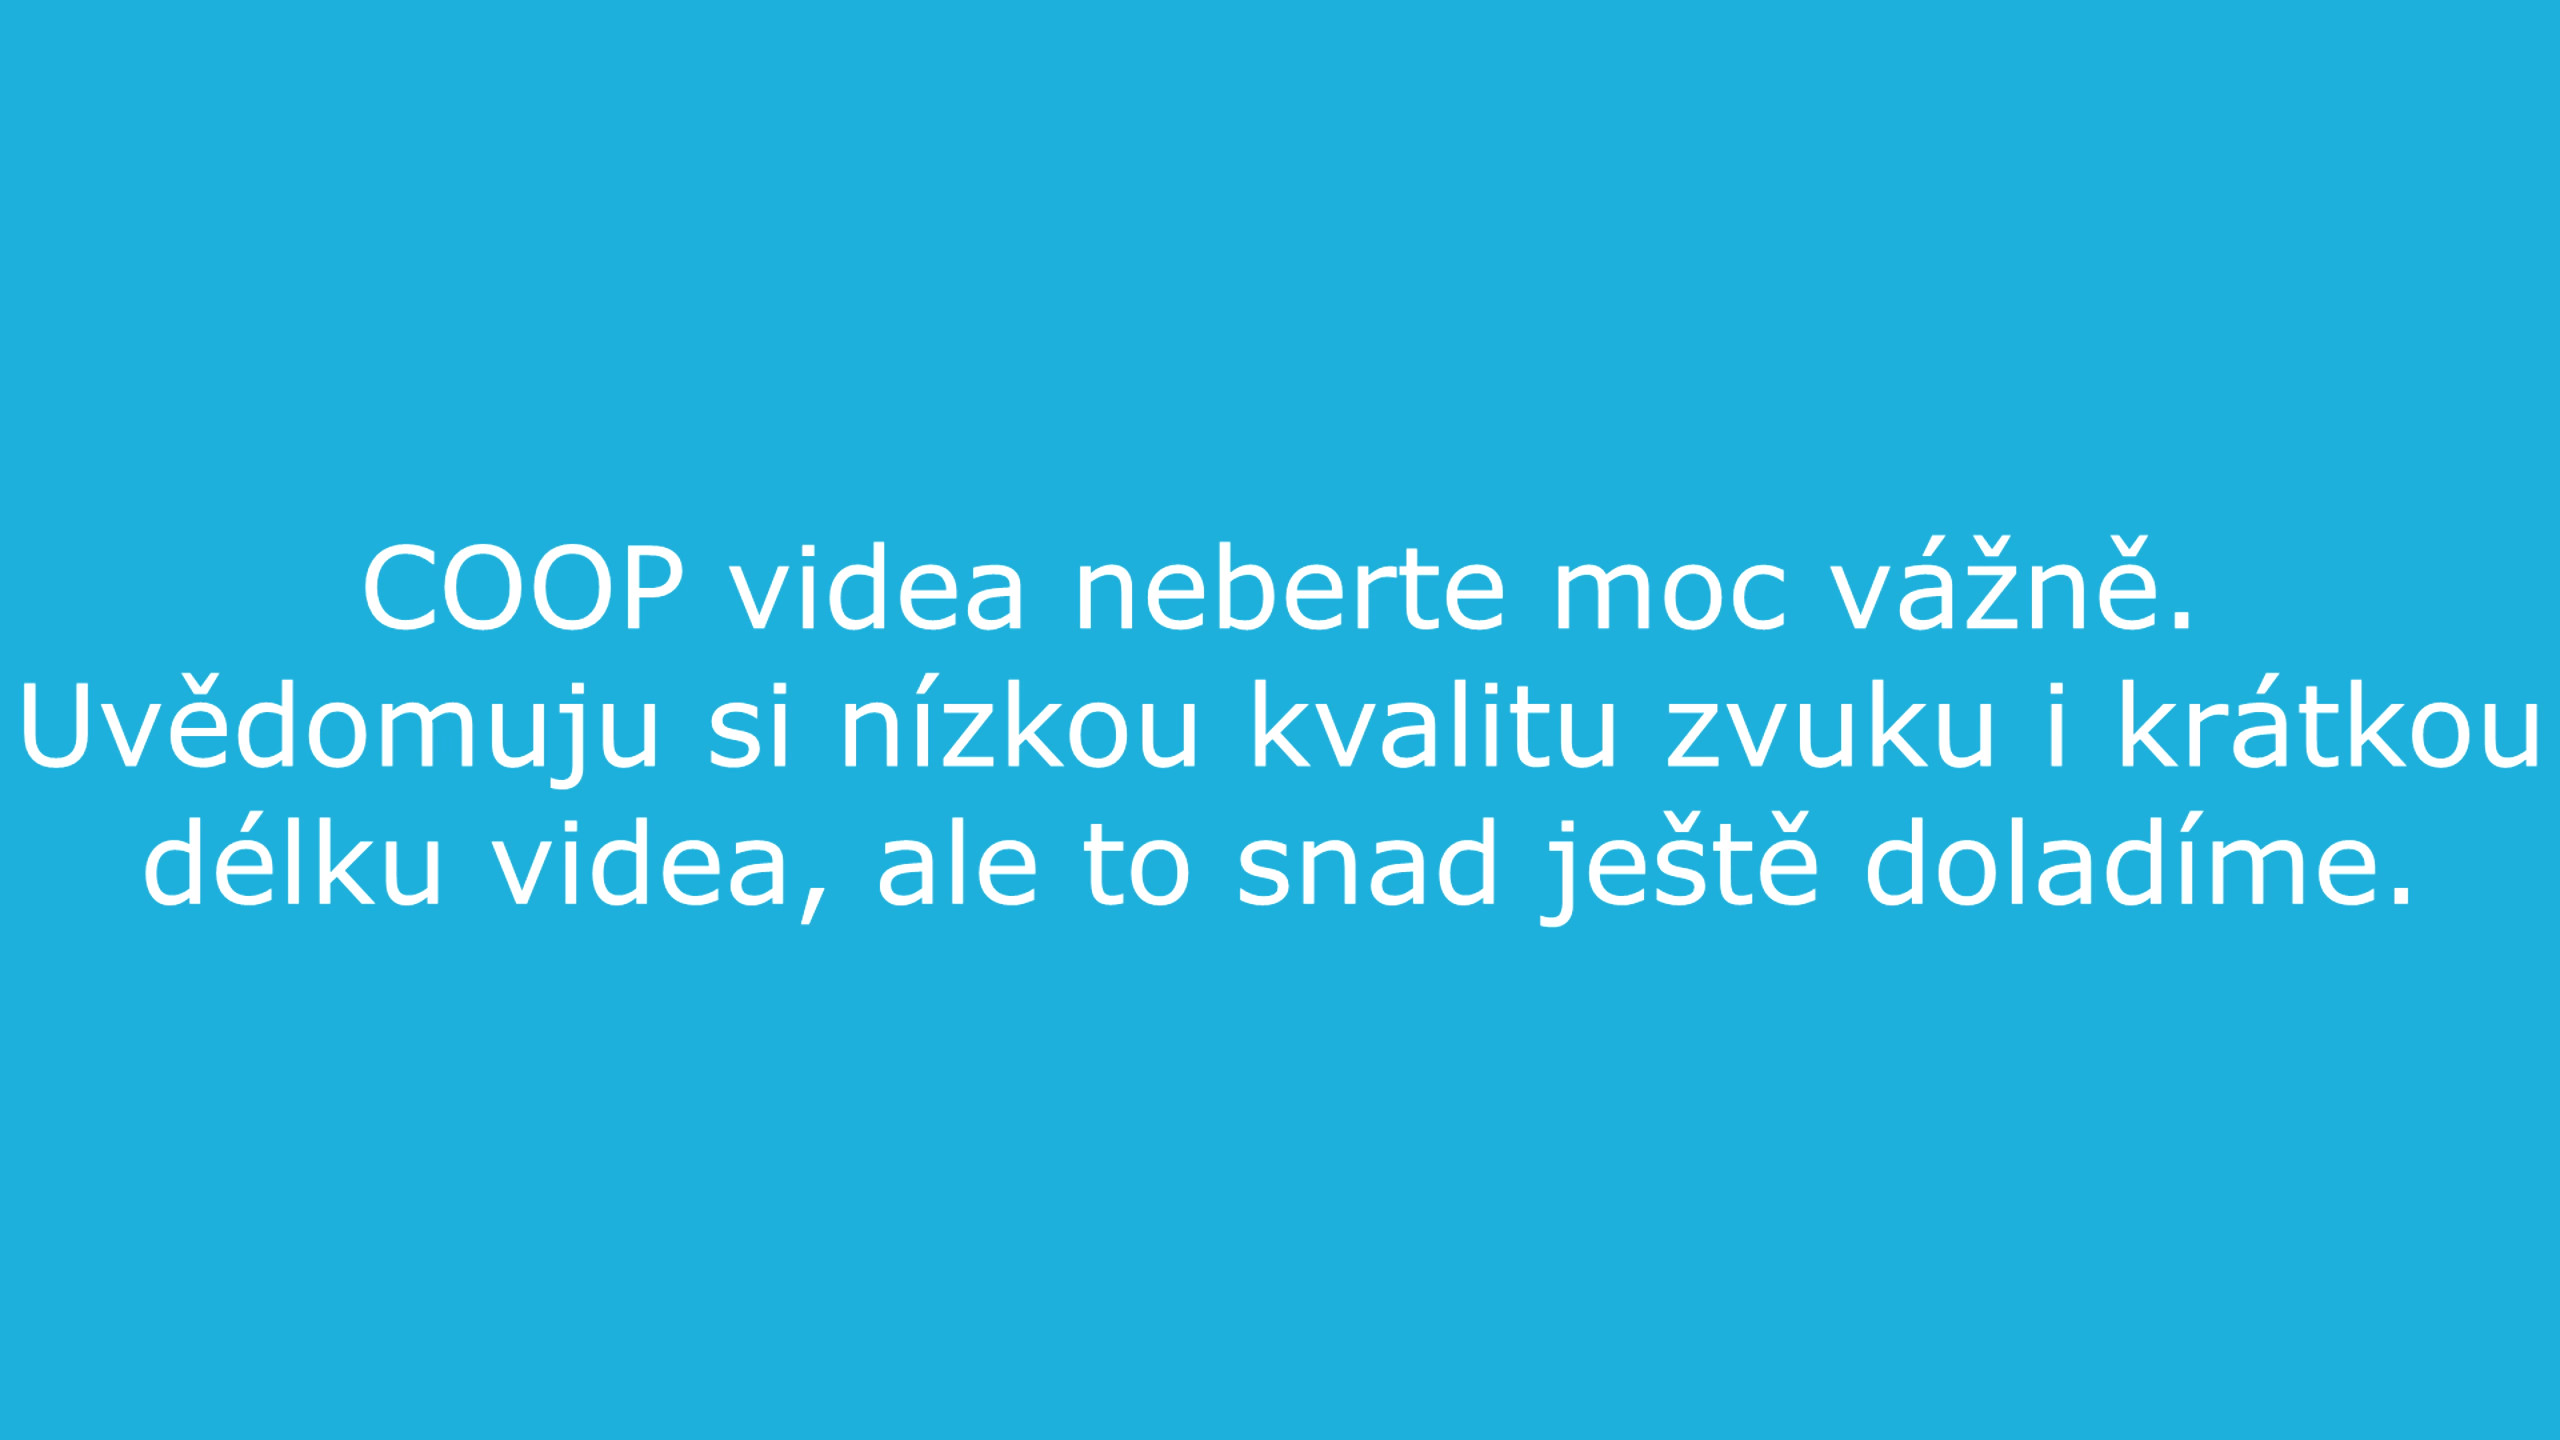 COOP videa neberte moc vážně.
Uvědomuju si nízkou kvalitu zvuku i krátkou
délku videa, ale to snad ještě doladíme.